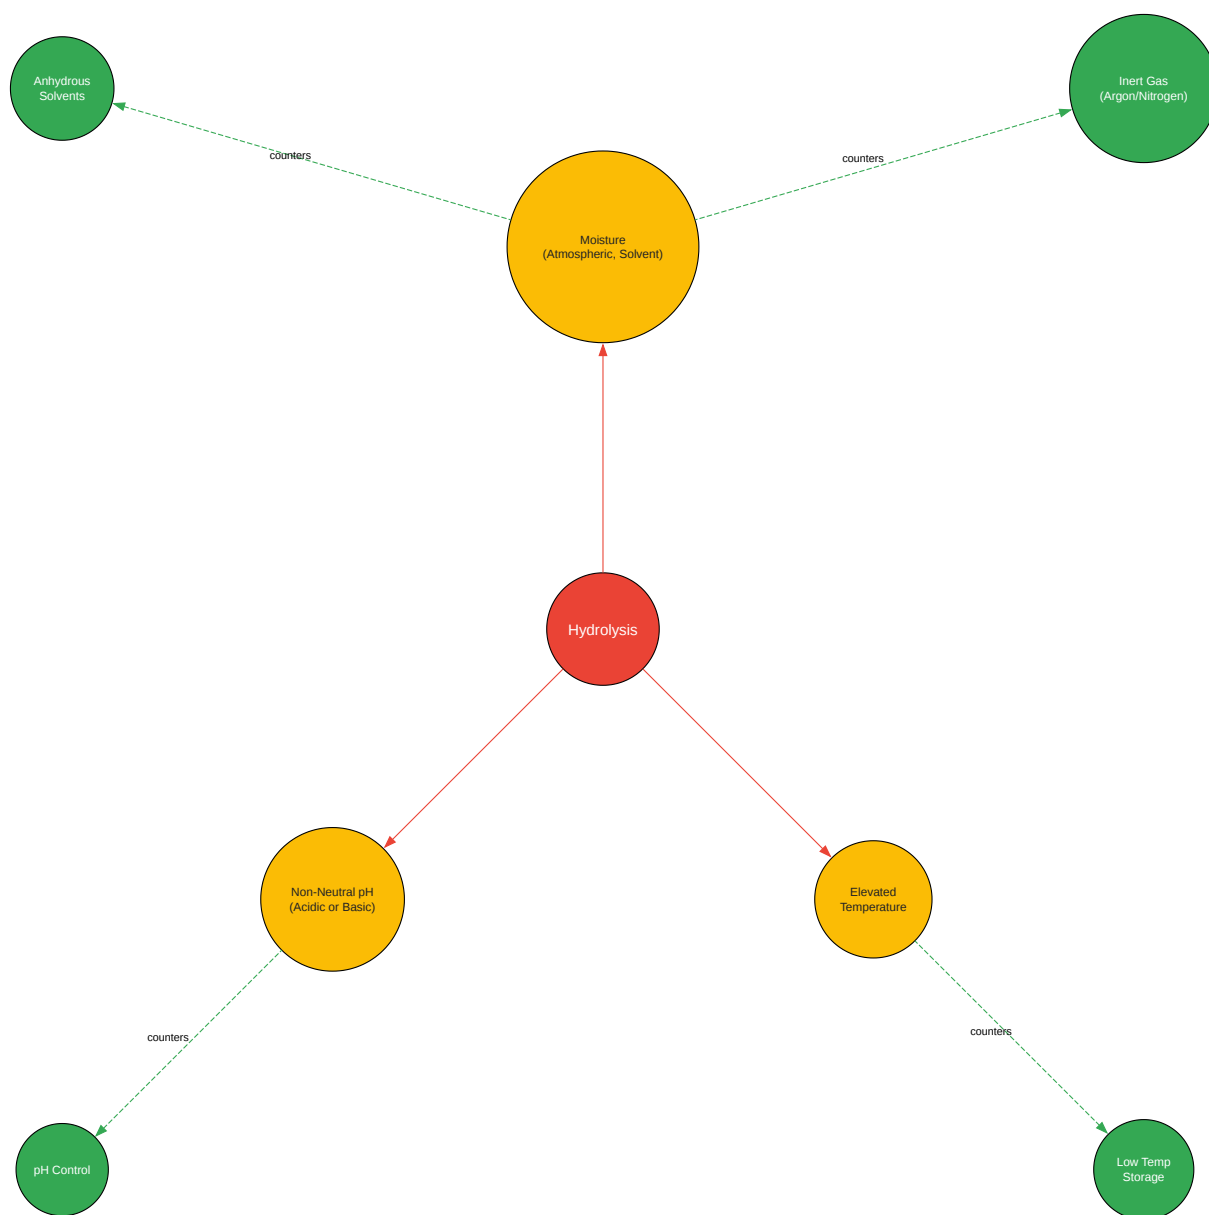 Anhydrous
Solvents
Inert Gas
(Argon/Nitrogen)
counters
counters
Moisture
(Atmospheric, Solvent)
Hydrolysis
Non-Neutral pH
(Acidic or Basic)
Elevated
Temperature
counters
counters
pH Control
Low Temp
Storage